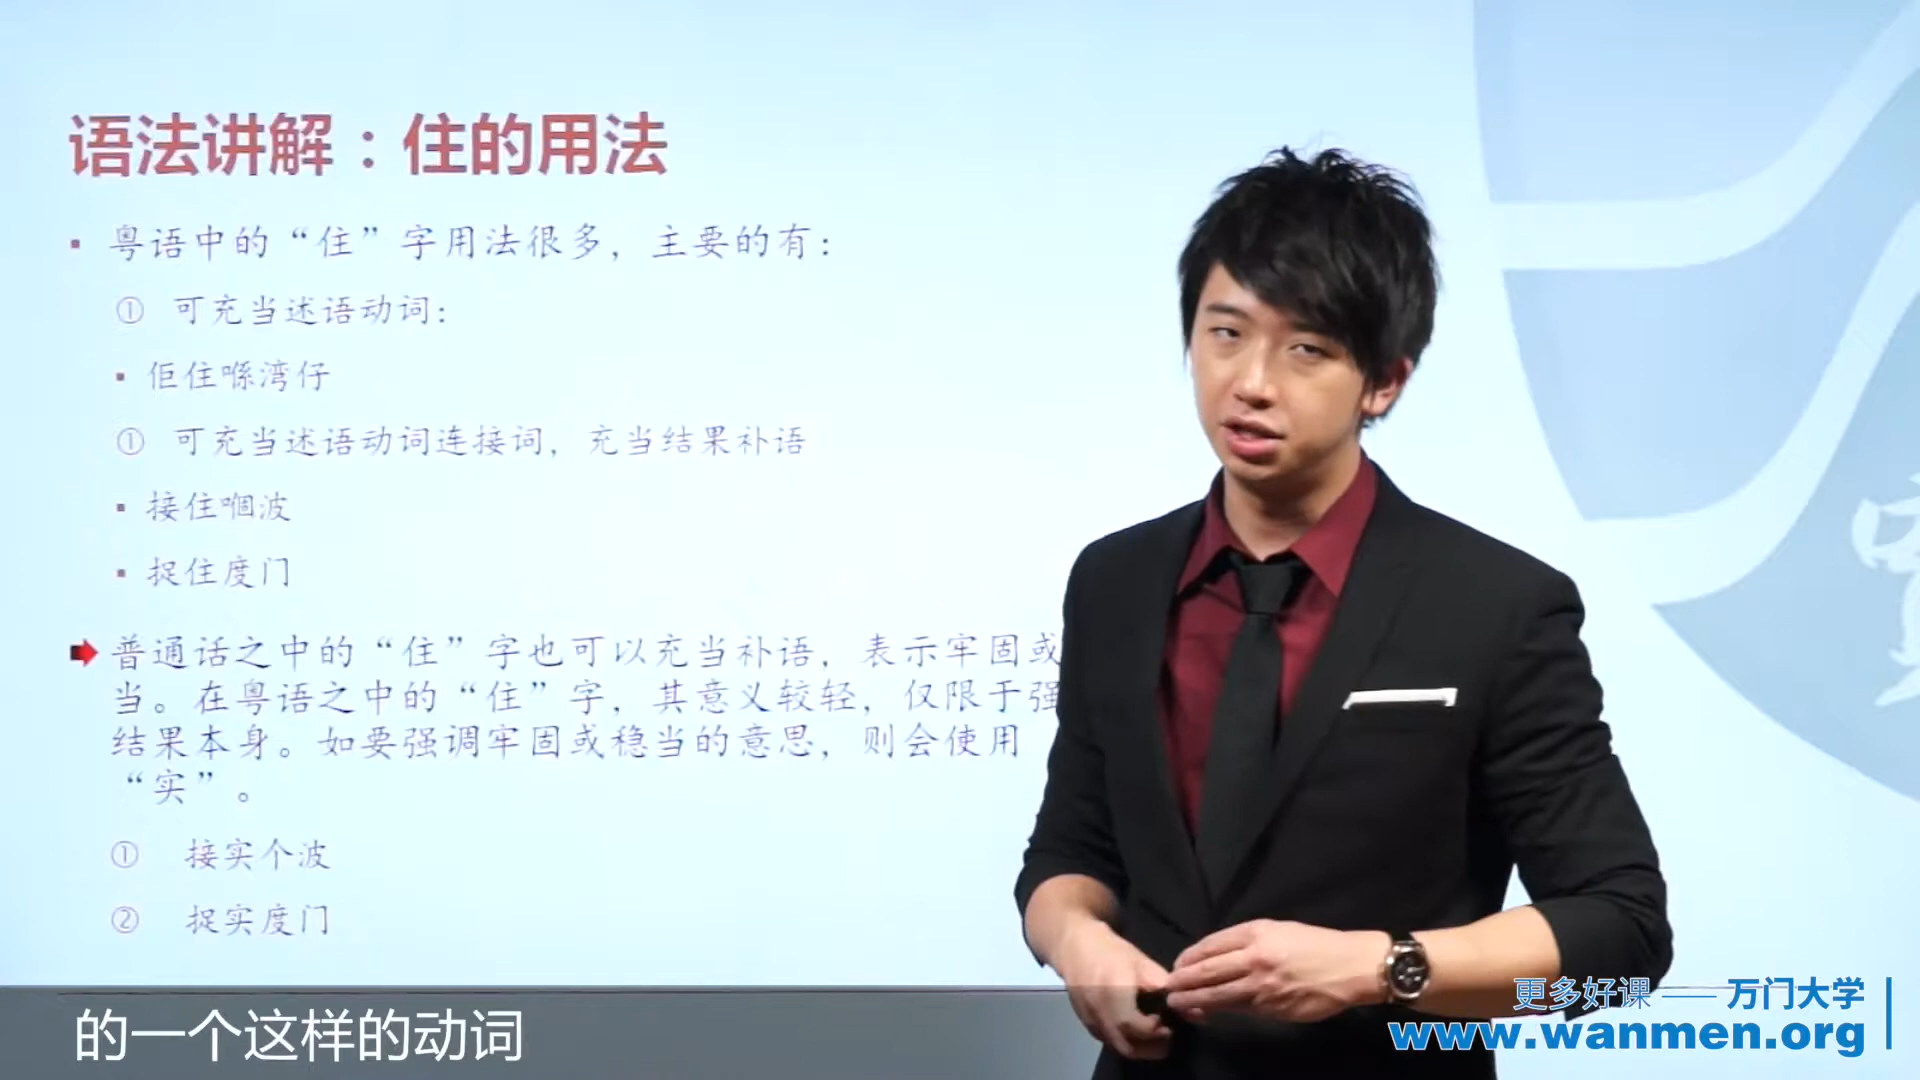 语法讲解：住的用法
▪ 粤语中的“住”字用法很多，主要的有：
① 可充当述语动词：
▪ 佢住喺湾仔
① 可充当述语动词连接词，充当结果补语
▪ 接住嗰波
▪ 捉住度门
普通话之中的“住”字也可以充当补语，表示牢固或
当。在粤语之中的“住”字，其意义较轻，仅限于强
结果本身。如要强调牢固或稳当的意思，则会使用
“实”。
① 接实个波
② 捉实度门
的一个这样的动词
更多好课 —— 万门大学
www.wanmen.org